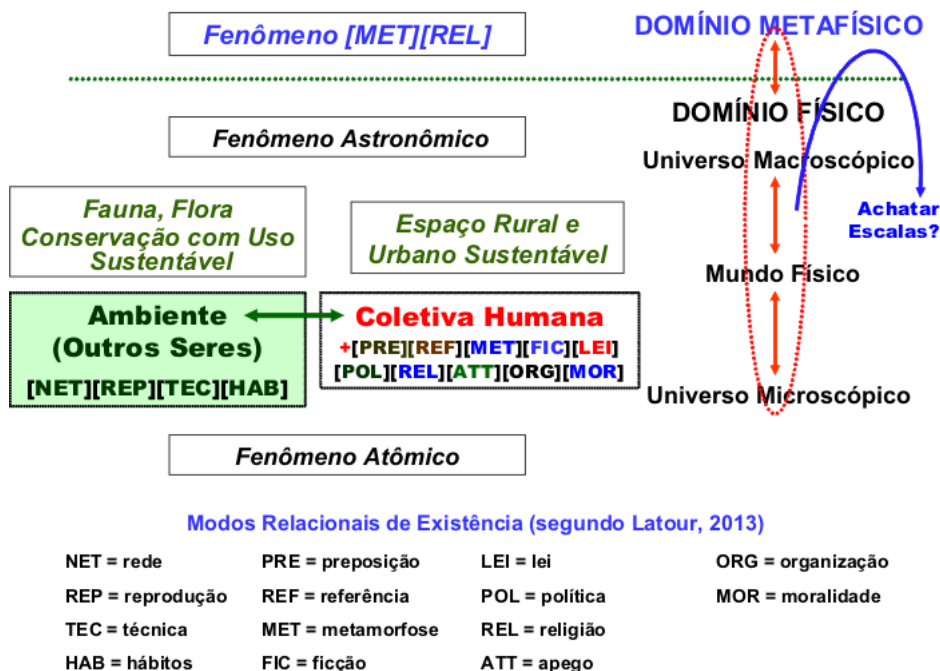 Fenômeno [MET][REL]
DOMÍNIO METAFÍSICO
DOMÍNIO FÍSICO
Fenômeno Astronômico
Universo Macroscópico
Achatar
Escalas?
Fauna, Flora
Conservação com Uso
Sustentável
Espaço Rural e
Urbano Sustentável
Mundo Físico
Ambiente
(Outros Seres)
[NET][REP][TEC][HAB]
Coletiva Humana
+[PRE][REF][MET][FIC][LEI]
[POL][REL][ATT][ORG][MOR]
Universo Microscópico
Fenômeno Atômico
Modos Relacionais de Existência (segundo Latour, 2013)
NET = rede
PRE = preposição
LEI = lei
ORG = organização
REP = reprodução
REF = referência
POL = política
MOR = moralidade
TEC = técnica
MET = metamorfose
REL = religião
HAB = hábitos
FIC = ficção
ATT = apego